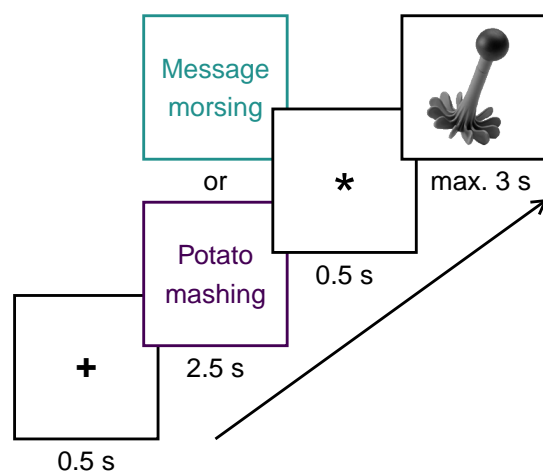 Message
morsing
or
Potato
mashing
+
0.5 s
2.5 s
*
0.5 s
max. 3 s